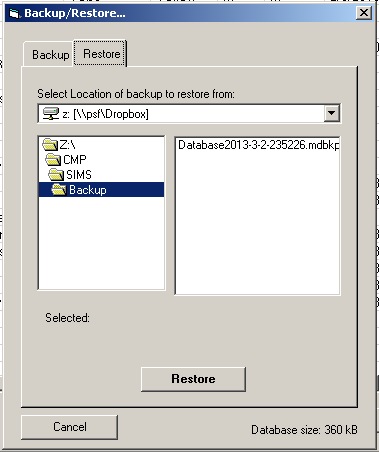 Backup/Restore...
Backup
Restore
Select Location of backup to restore from:
z: [\\psf\Dropbox]
Z:\
CMP
SIMS
Backup
Database2013-3-2-235226.mdbkp
Selected:
Restore
Cancel
Database size: 360 kB